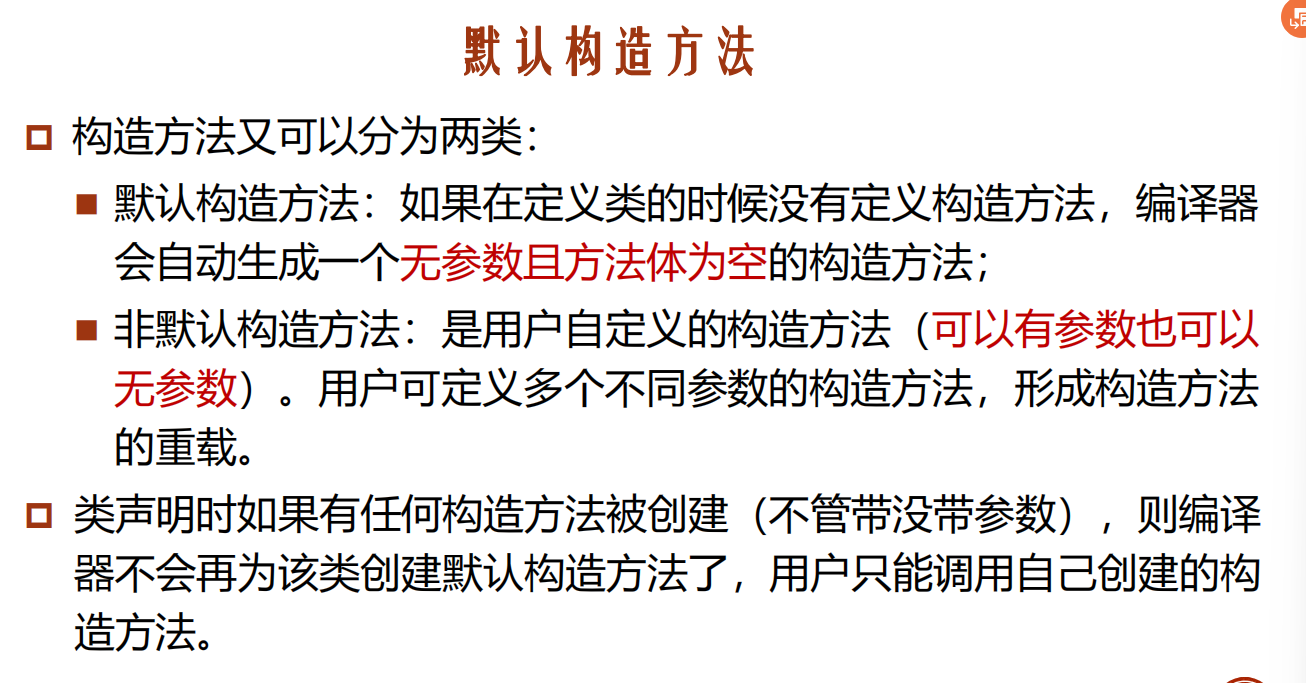 默认构造方法
构造方法又可以分为两类：
默认构造方法：如果在定义类的时候没有定义构造方法，编译器
会自动生成一个无参数且方法体为空的构造方法；
非默认构造方法：是用户自定义的构造方法（可以有参数也可以
无参数）。用户可定义多个不同参数的构造方法，形成构造方法
的重载。
类声明时如果有任何构造方法被创建（不管带没带参数），则编译
器不会再为该类创建默认构造方法了，用户只能调用自己创建的构
造方法。